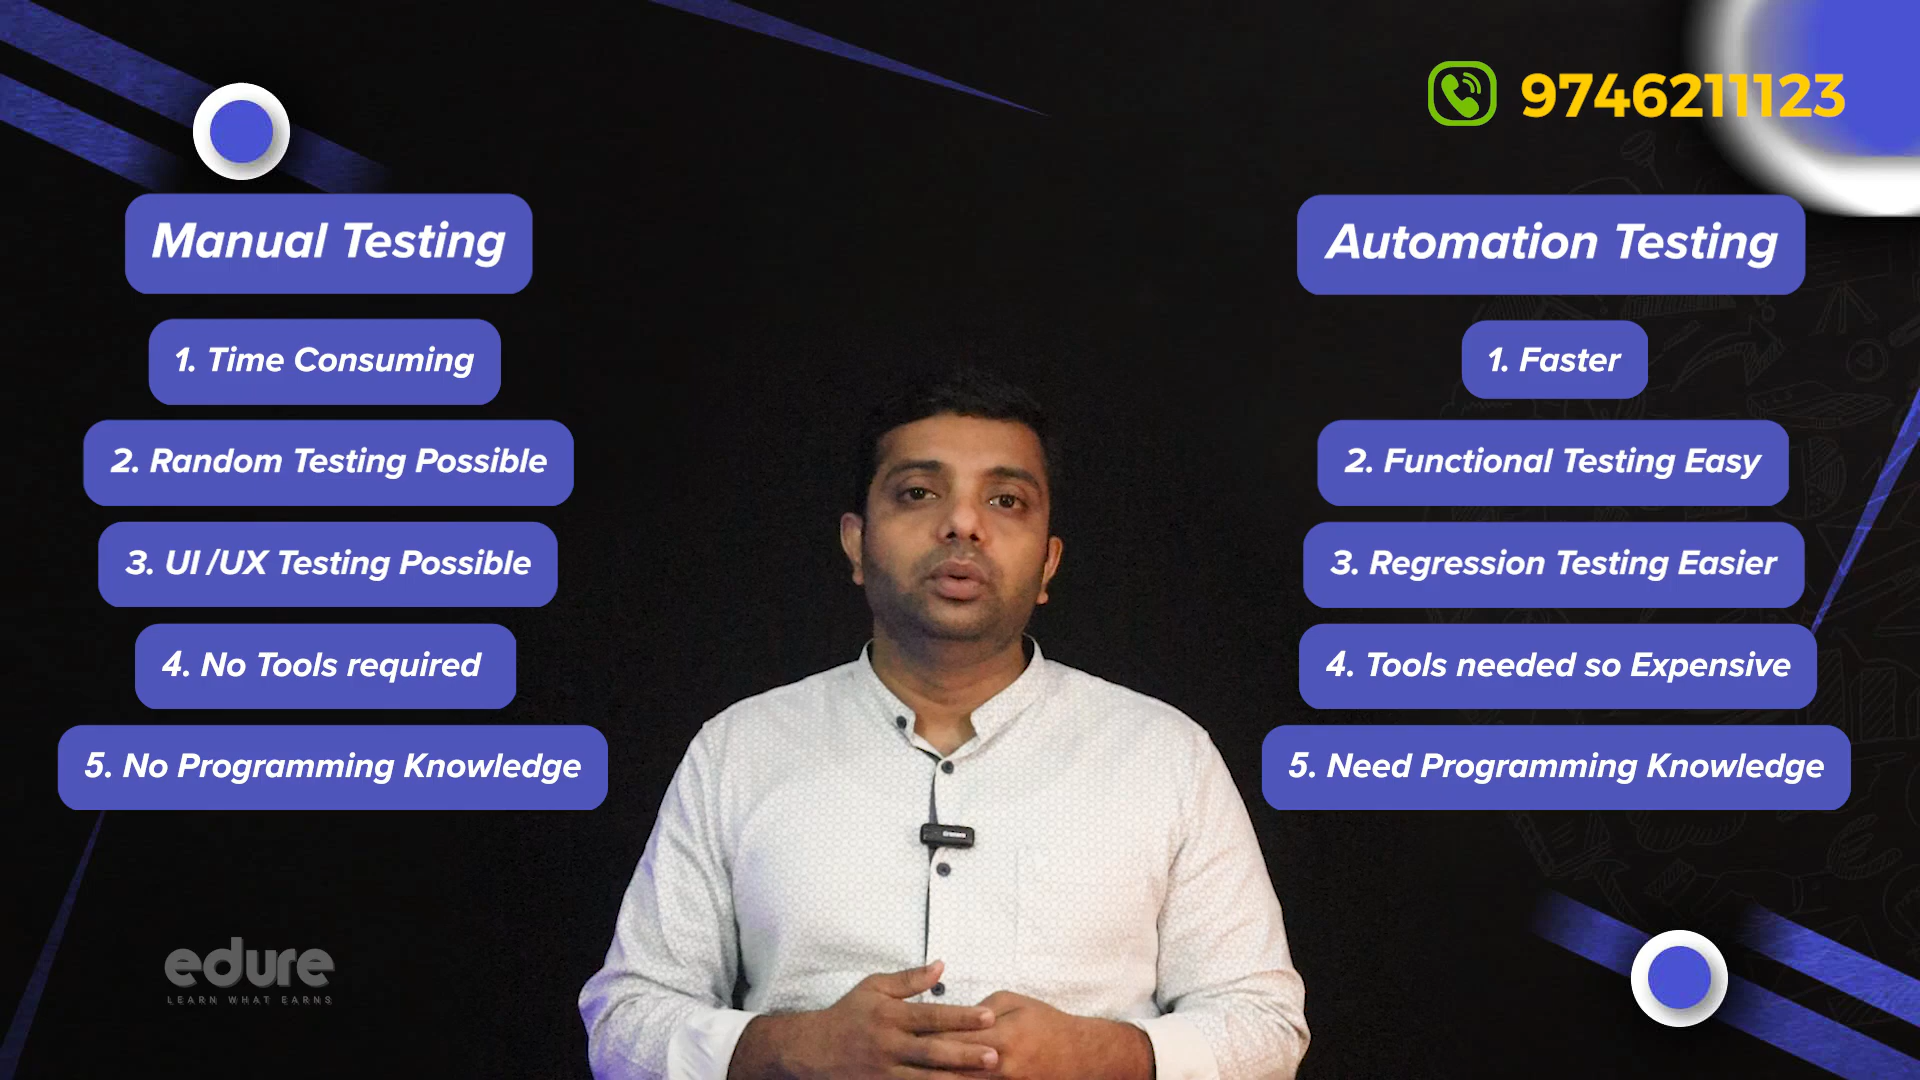 9746211123
Manual Testing
1. Time Consuming
2. Random Testing Possible
3. UI /UX Testing Possible
4. No Tools required
5. No Programming Knowledge
Automation Testing
1. Faster
2. Functional Testing Easy
3. Regression Testing Easier
4. Tools needed so Expensive
5. Need Programming Knowledge
edure
LEARN WHAT EARNS